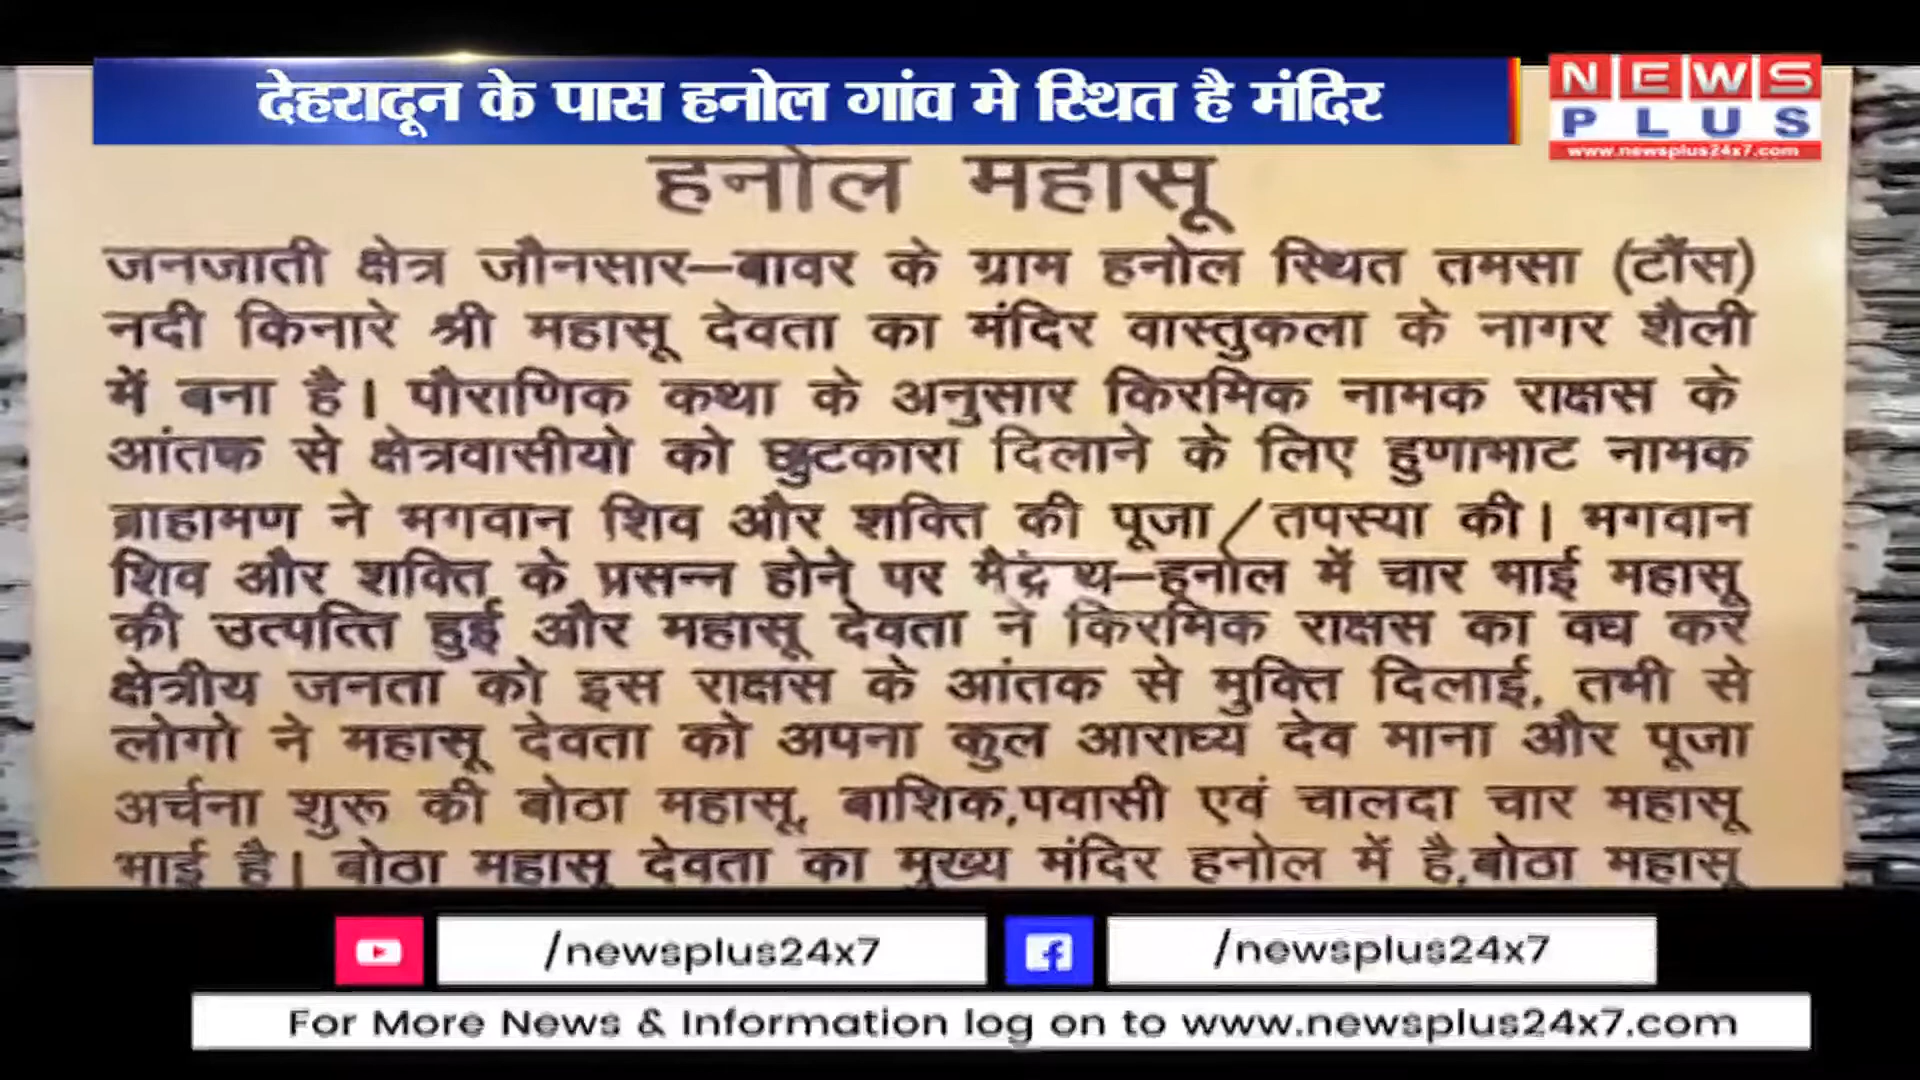 देहरादून के पास हनोल गांव मे स्थित है मंदिर
NEWS
PLUS
www.newsplus24x7.com
हनोल महासू
जनजाती क्षेत्र जौनसार–बावर के ग्राम हनोल स्थित तमसा (टौंस)
नदी किनारे श्री महासू देवता का मंदिर वास्तुकला के नागर शैली
में बना है। पौराणिक कथा के अनुसार किरमिक नामक राक्षस के
आंतक से क्षेत्रवासीयो को छुटकारा दिलाने के लिए हुणाभाट नामक
ब्राहामण ने भगवान शिव और शक्ति की पूजा/तपस्या की। भगवान
शिव और शक्ति के प्रसन्न होने पर मैद्रंथ–हनोल में चार भाई महासू
की उत्पत्ति हुई और महासू देवता ने किरमिक राक्षस का वध कर
क्षेत्रीय जनता को इस राक्षस के आंतक से मुक्ति दिलाई, तभी से
लोगो ने महासू देवता को अपना कुल आराध्य देव माना और पूजा
अर्चना शुरू की बोठा महासू, बाशिक,पवासी एवं चालदा चार महासू
भाई है। बोठा महासू देवता का मुख्य मंदिर हनोल में है,बोठा महासू
/newsplus24x7
/newsplus24x7
For More News & Information log on to www.newsplus24x7.com